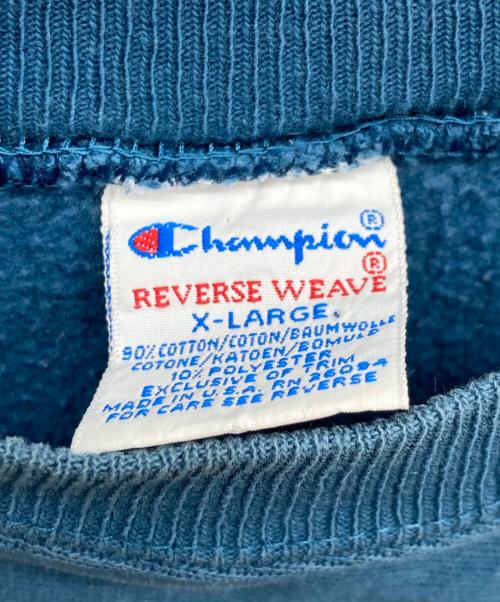 Champion®
®
REVERSE WEAVE
X-LARGE.
90% COTTON/COTON/BAUMWOLLE
COTONE/KATOEN/BOMULD
10% POLYESTER
EXCLUSIVE OF TRIM
MADE IN U.S.A. RN 26094
FOR CARE SEE REVERSE